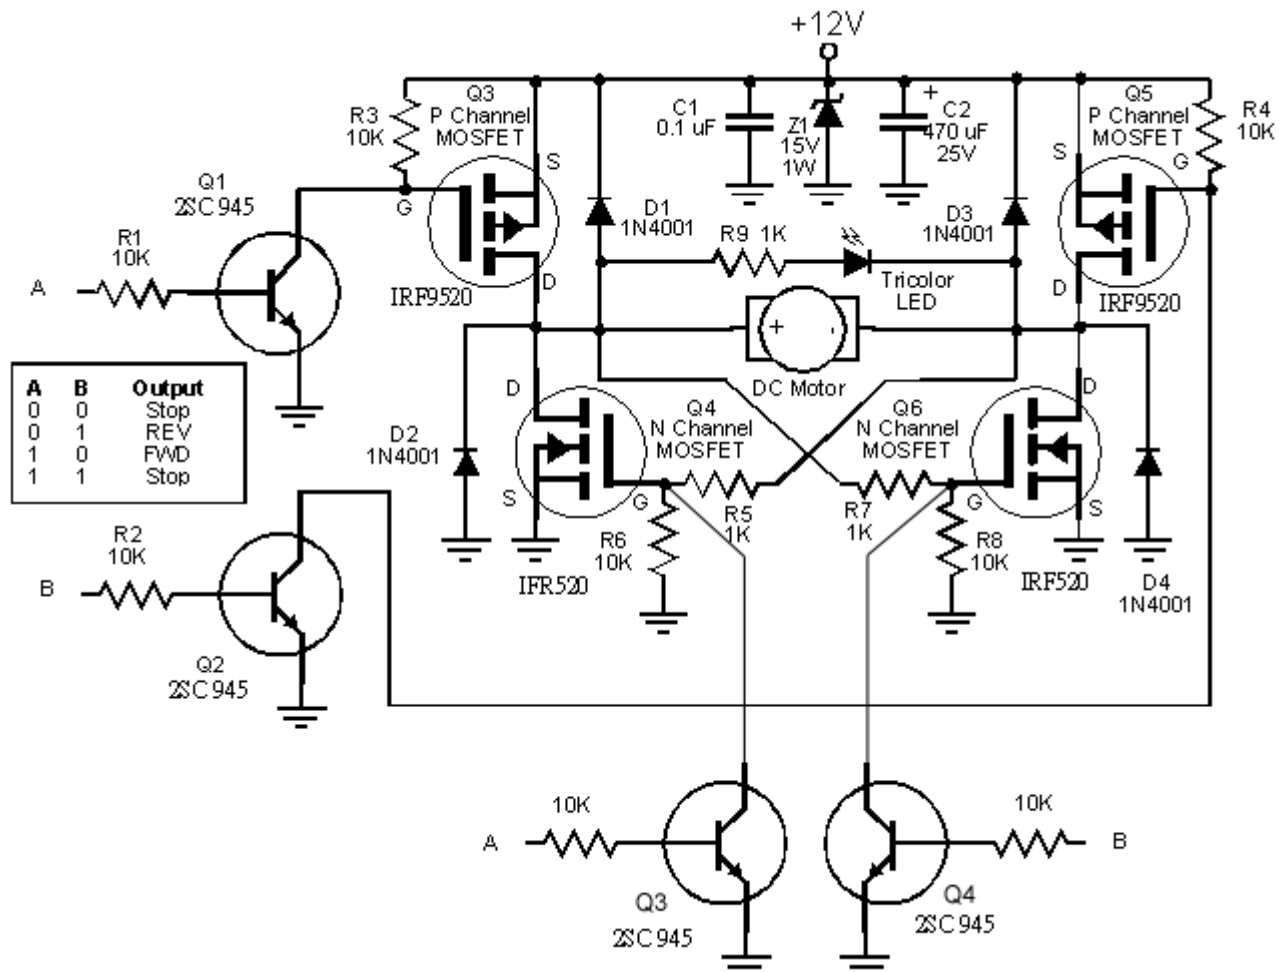 +12V
R3
10K
Q3
P Channel
MOSFET
S
G
D
IRF9520
C1
0.1 uF
Z1
15V
1W
+
C2
470 uF
25V
Q5
P Channel
MOSFET
S
G
D
IRF9520
R4
10K
Q1
2SC945
R1
10K
A
D1
1N4001
D3
1N4001
R9 1K
Tricolor
LED
+ -
DC Motor
A B Output
0 0 Stop
0 1 REV
1 0 FWD
1 1 Stop
D2
1N4001
D
S
G
Q4
N Channel
MOSFET
Q6
N Channel
MOSFET
D
G
S
R5
1K
R7
1K
R6
10K
R8
10K
IFR520
IRF520
D4
1N4001
R2
10K
B
Q2
2SC945
10K
A
Q3
2SC945
10K
B
Q4
2SC945